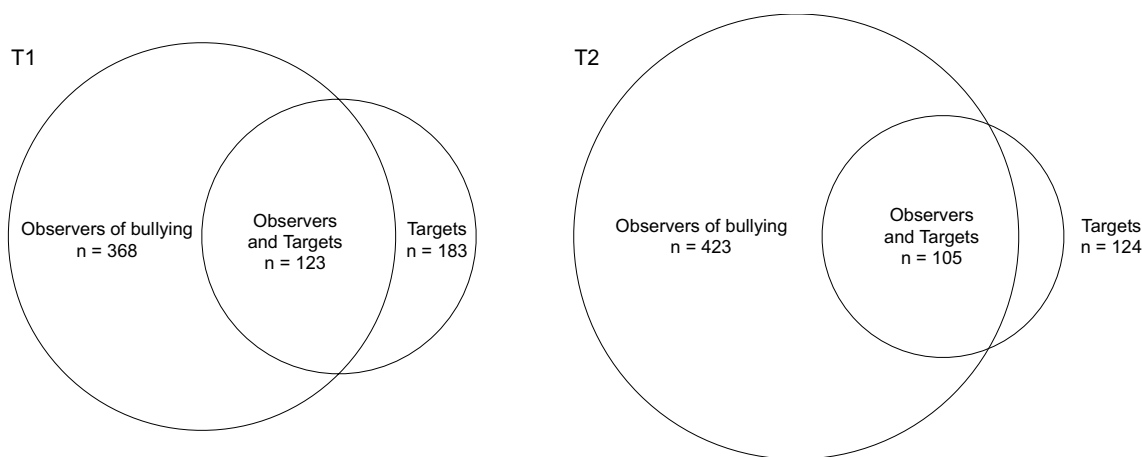 T1
Observers of bullying
n = 368
Observers
and Targets
n = 123
Targets
n = 183
T2
Observers of bullying
n = 423
Observers
and Targets
n = 105
Targets
n = 124